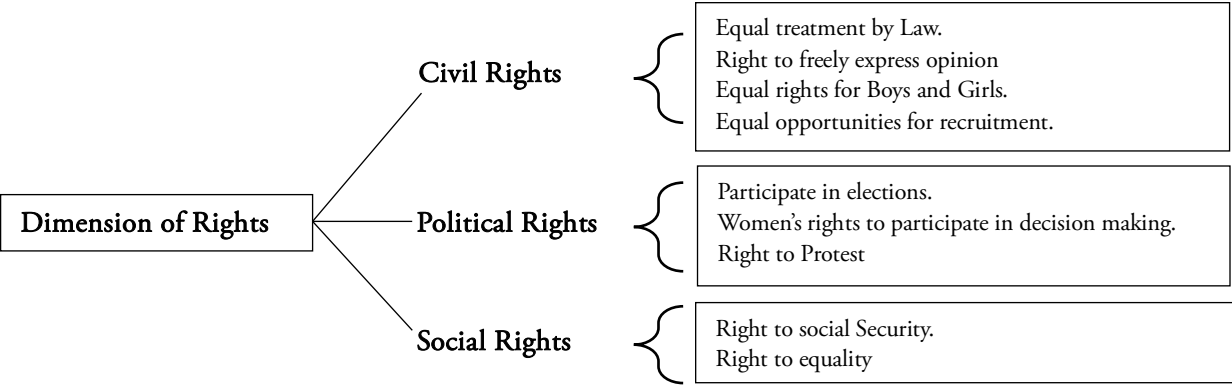 Dimension of Rights
Civil Rights
Equal treatment by Law.
Right to freely express opinion
Equal rights for Boys and Girls.
Equal opportunities for recruitment.
Political Rights
Participate in elections.
Women's rights to participate in decision making.
Right to Protest
Social Rights
Right to social Security.
Right to equality